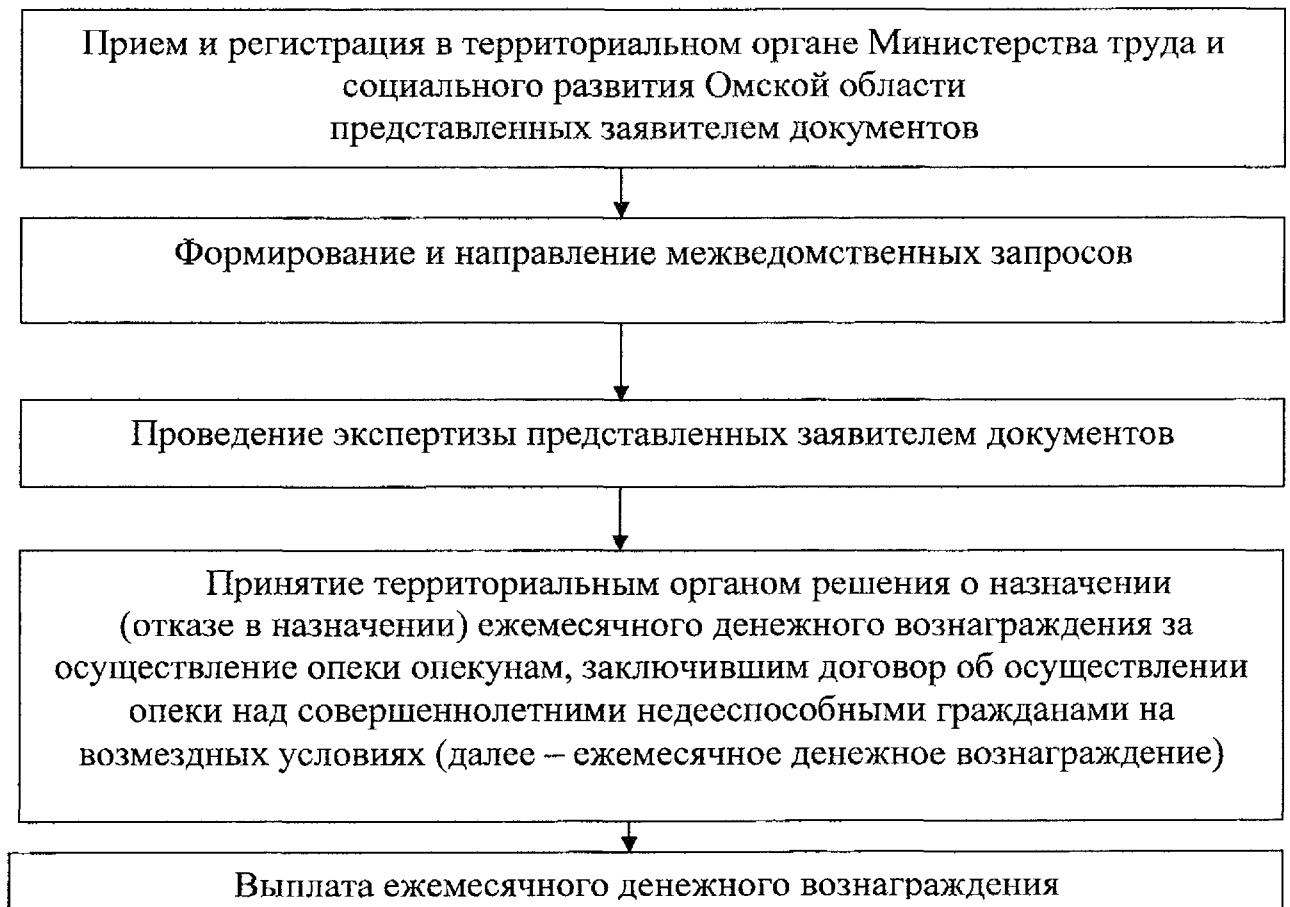 Прием и регистрация в территориальном органе Министерства труда и
социального развития Омской области
представленных заявителем документов
Формирование и направление межведомственных запросов
Проведение экспертизы представленных заявителем документов
Принятие территориальным органом решения о назначении
(отказе в назначении) ежемесячного денежного вознаграждения за
осуществление опеки опекунам, заключившим договор об осуществлении
опеки над совершеннолетними недееспособными гражданами на
возмездных условиях (далее – ежемесячное денежное вознаграждение)
Выплата ежемесячного денежного вознаграждения